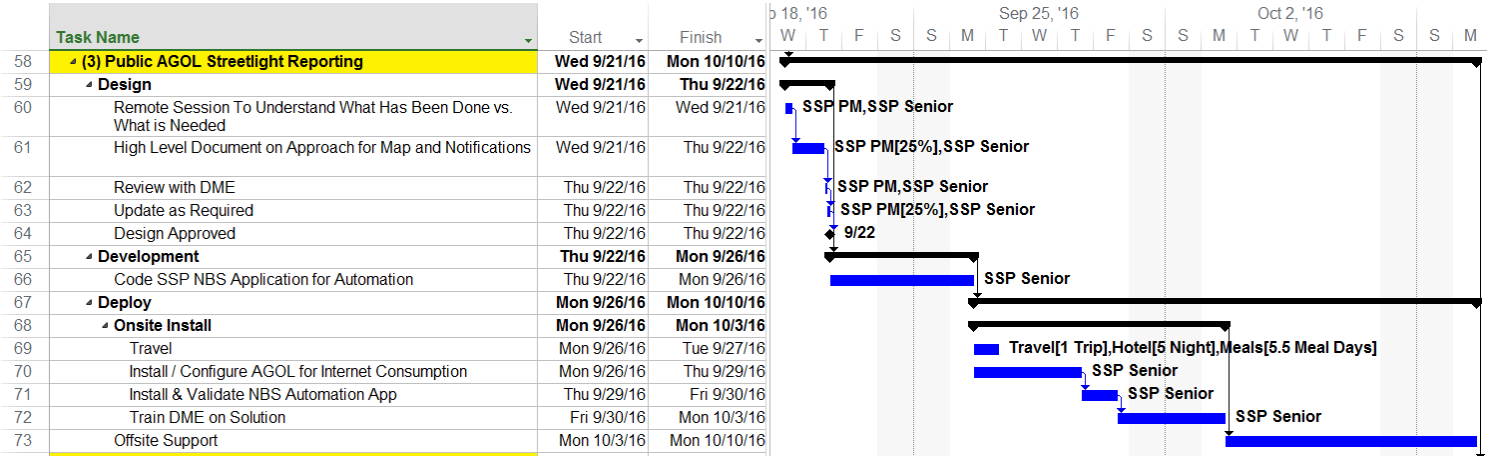 p 18, '16 Sep 25, '16 Oct 2, '16
Task Name Start Finish W T F S S M T W T F S S M T W T F S S M
58 (3) Public AGOL Streetlight Reporting Wed 9/21/16 Mon 10/10/16
59 Design Wed 9/21/16 Thu 9/22/16
60 Remote Session To Understand What Has Been Done vs. Wed 9/21/16 Wed 9/21/16 SSP PM,SSP Senior
What is Needed
61 High Level Document on Approach for Map and Notifications Wed 9/21/16 Thu 9/22/16 SSP PM[25%],SSP Senior
62 Review with DME Thu 9/22/16 Thu 9/22/16 SSP PM,SSP Senior
63 Update as Required Thu 9/22/16 Thu 9/22/16 SSP PM[25%],SSP Senior
64 Design Approved Thu 9/22/16 Thu 9/22/16 9/22
65 Development Thu 9/22/16 Mon 9/26/16
66 Code SSP NBS Application for Automation Thu 9/22/16 Mon 9/26/16 SSP Senior
67 Deploy Mon 9/26/16 Mon 10/10/16
68 Onsite Install Mon 9/26/16 Mon 10/3/16
69 Travel Mon 9/26/16 Tue 9/27/16 Travel[1 Trip],Hotel[5 Night],Meals[5.5 Meal Days]
70 Install / Configure AGOL for Internet Consumption Mon 9/26/16 Thu 9/29/16 SSP Senior
71 Install & Validate NBS Automation App Thu 9/29/16 Fri 9/30/16 SSP Senior
72 Train DME on Solution Fri 9/30/16 Mon 10/3/16 SSP Senior
73 Offsite Support Mon 10/3/16 Mon 10/10/16